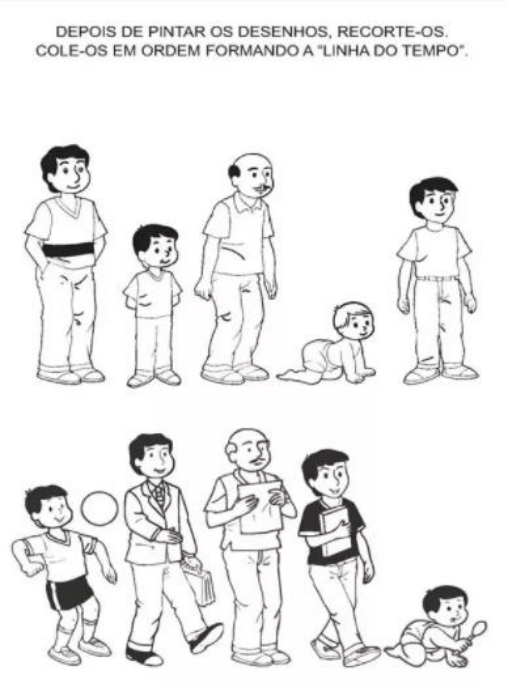 DEPOIS DE PINTAR OS DESENHOS, RECORTE-OS.
COLE-OS EM ORDEM FORMANDO A "LINHA DO TEMPO".